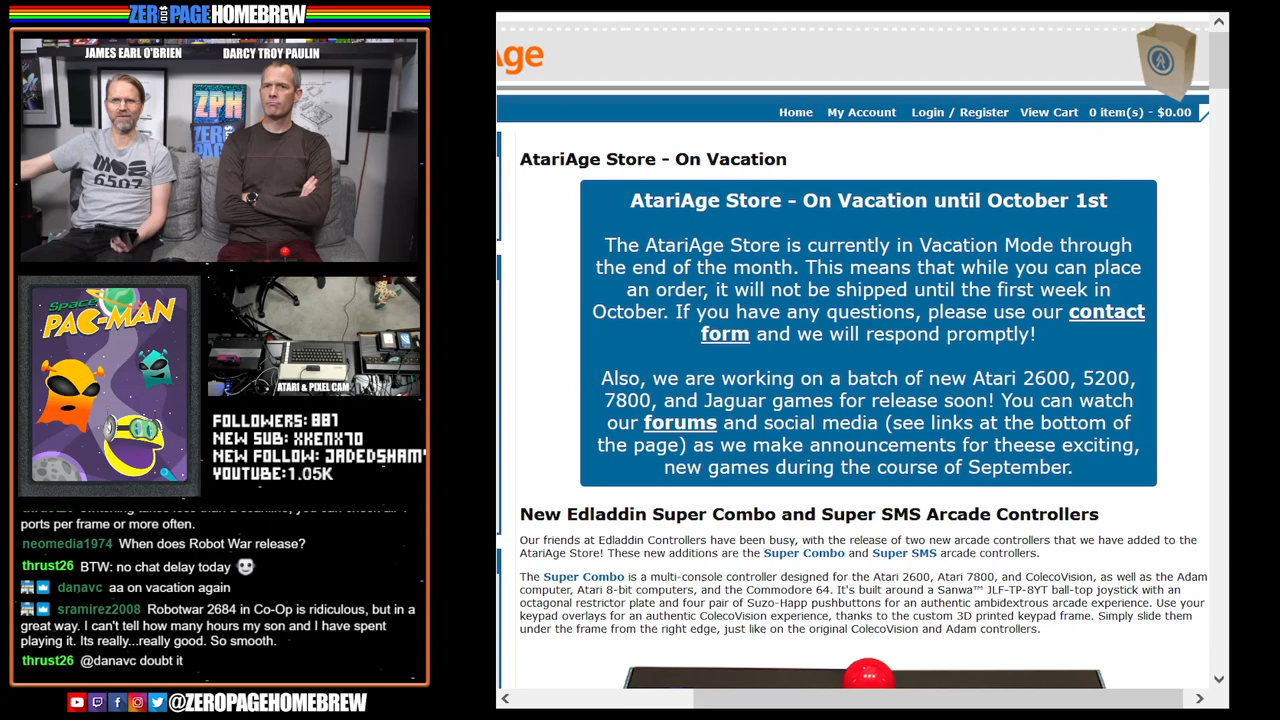 ZEROPAGE HOMEBREW
JAMES EARL O'BRIEN
DARCY TROY PAULIN
ZPH
6507
Space
PAC-MAN
ATARI & PIXEL CAM
FOLLOWERS: 881
NEW SUB: XKENX70
NEW FOLLOW: JADEDSHAM
YOUTUBE:1.05K
ports per frame or more often.
neomedia1974 When does Robot War release?
thrust26 BTW: no chat delay today
danavc aa on vacation again
sramirez2008 Robotwar 2684 in Co-Op is ridiculous, but in a
great way. I can't tell how many hours my son and I have spent
playing it. Its really...really good. So smooth.
thrust26 @danavc doubt it
@ZEROPAGEHOMEBREW
Age
Home My Account Login / Register View Cart 0 item(s) - $0.00
AtariAge Store - On Vacation
AtariAge Store - On Vacation until October 1st
The AtariAge Store is currently in Vacation Mode through
the end of the month. This means that while you can place
an order, it will not be shipped until the first week in
October. If you have any questions, please use our contact
form and we will respond promptly!
Also, we are working on a batch of new Atari 2600, 5200,
7800, and Jaguar games for release soon! You can watch
our forums and social media (see links at the bottom of
the page) as we make announcements for theese exciting,
new games during the course of September.
New Edladdin Super Combo and Super SMS Arcade Controllers
Our friends at Edladdin Controllers have been busy, with the release of two new arcade controllers that we have added to the
AtariAge Store! These new additions are the Super Combo and Super SMS arcade controllers.
The Super Combo is a multi-console controller designed for the Atari 2600, Atari 7800, and ColecoVision, as well as the Adam
computer, Atari 8-bit computers, and the Commodore 64. It's built around a Sanwa™ JLF-TP-8YT ball-top joystick with an
octagonal restrictor plate and four pair of Suzo-Happ pushbuttons for an authentic ambidextrous arcade experience. Use your
keypad overlays for an authentic ColecoVision experience, thanks to the custom 3D printed keypad frame. Simply slide them
under the frame from the right edge, just like on the original ColecoVision and Adam controllers.